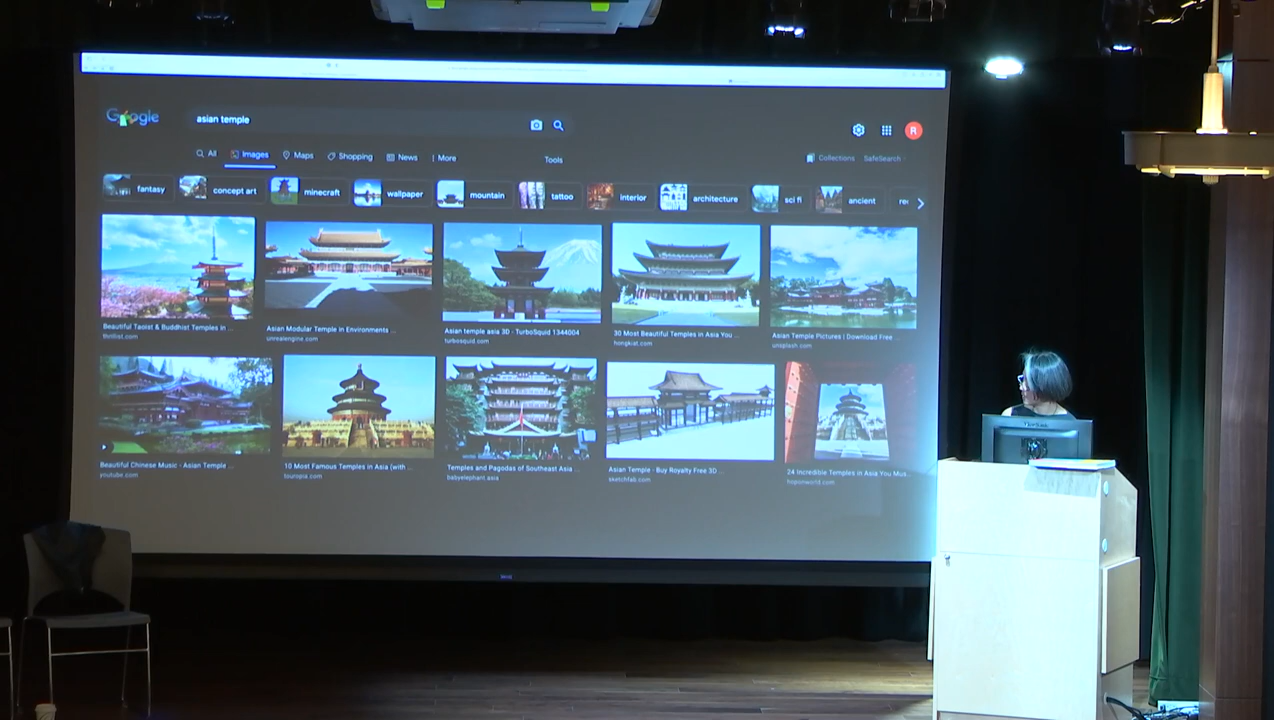 Google
asian temple
R
All Images Maps Shopping News More Tools
Collections SafeSearch
fantasy concept art minecraft wallpaper mountain tattoo interior architecture sci fi ancient re
Beautiful Taoist & Buddhist Temples In ...
thrillist.com
Asian Modular Temple in Environments ...
unrealengine.com
Asian temple asia 3D - TurboSquid 1344004
turbosquid.com
30 Most Beautiful Temples in Asia You ...
hongkiat.com
Asian Temple Pictures | Download Free ...
unsplash.com
Beautiful Chinese Music - Asian Temple ...
youtube.com
10 Most Famous Temples in Asia (with ...
touropia.com
Temples and Pagodas of Southeast Asia ...
babyelephant.asia
Asian Temple - Buy Royalty Free 3D ...
sketchfab.com
24 Incredible Temples in Asia You Mus...
hoponworld.com